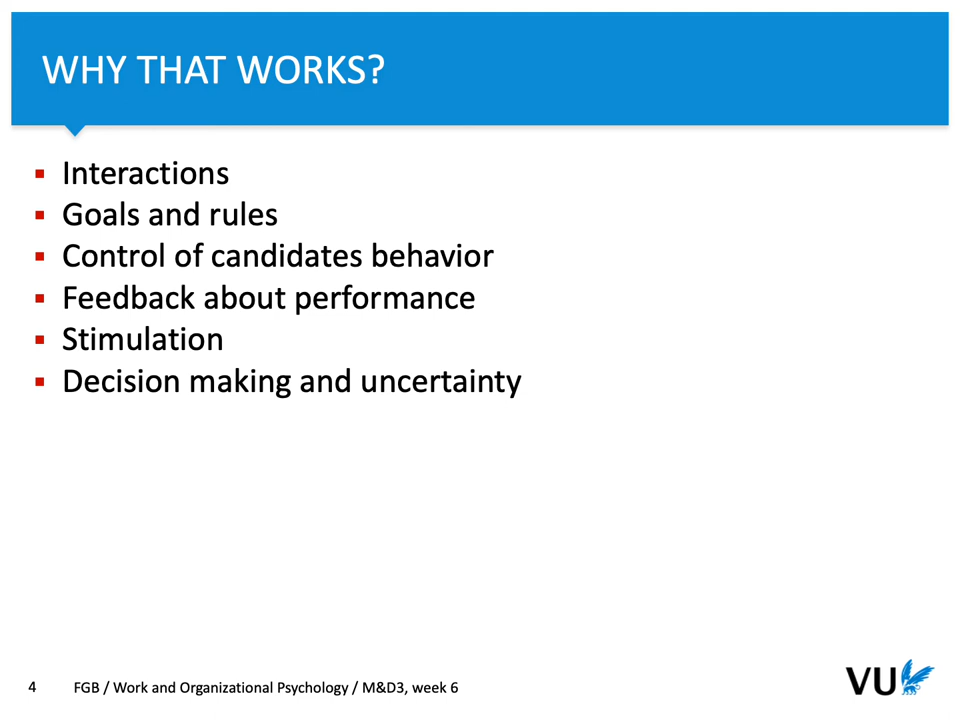 WHY THAT WORKS?
▪ Interactions
▪ Goals and rules
▪ Control of candidates behavior
▪ Feedback about performance
▪ Stimulation
▪ Decision making and uncertainty
4 FGB / Work and Organizational Psychology / M&D3, week 6
VU